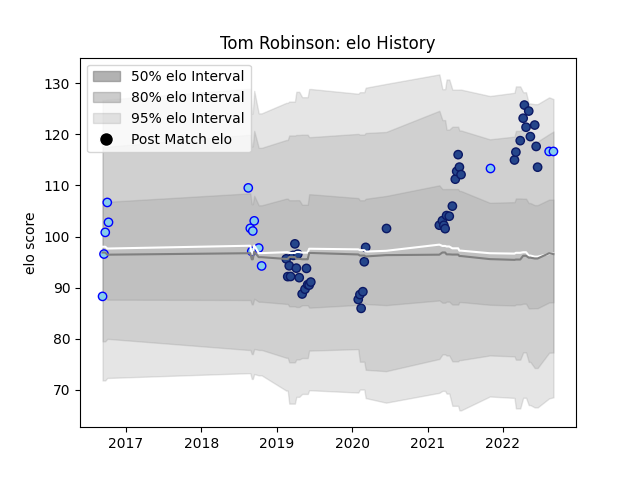 Tom Robinson: elo History
50% elo Interval
80% elo Interval
95% elo Interval
Post Match elo
elo score
130
120
110
100
90
80
70
2017 2018 2019 2020 2021 2022